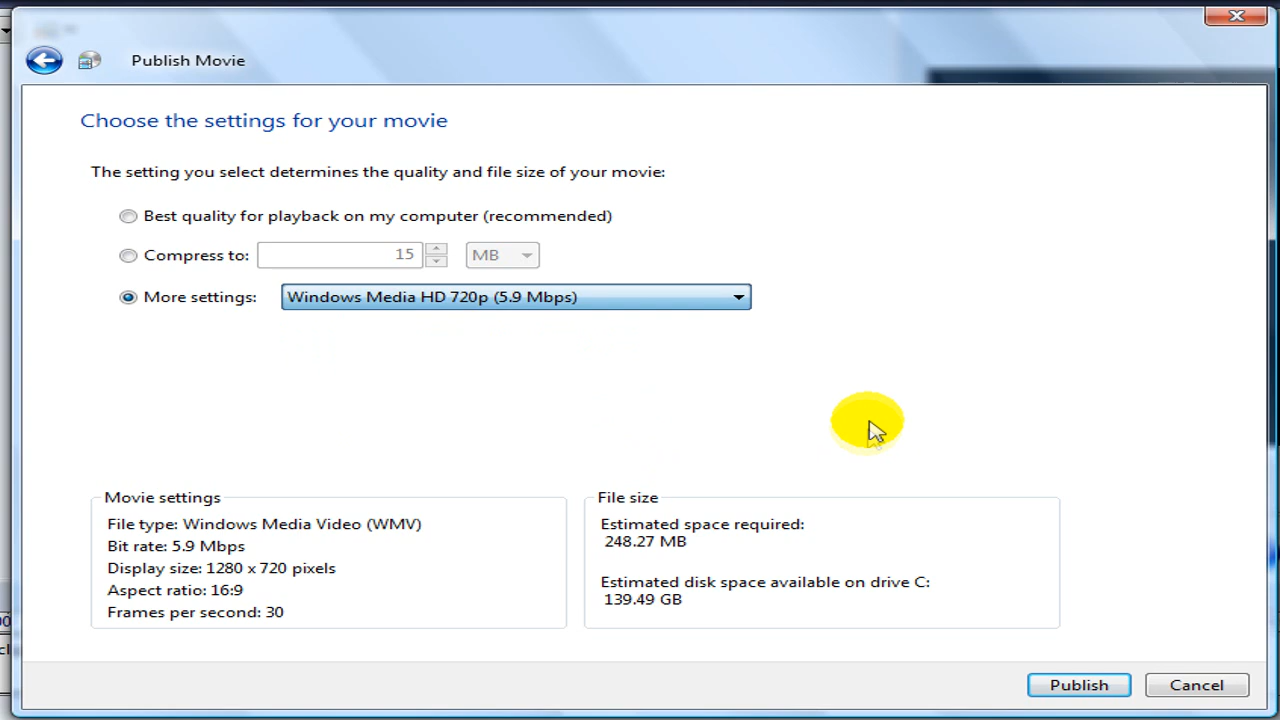 Publish Movie
Choose the settings for your movie
The setting you select determines the quality and file size of your movie:
Best quality for playback on my computer (recommended)
Compress to: 15 MB
More settings: Windows Media HD 720p (5.9 Mbps)
Movie settings
File type: Windows Media Video (WMV)
Bit rate: 5.9 Mbps
Display size: 1280 x 720 pixels
Aspect ratio: 16:9
Frames per second: 30
File size
Estimated space required:
248.27 MB
Estimated disk space available on drive C:
139.49 GB
Publish Cancel